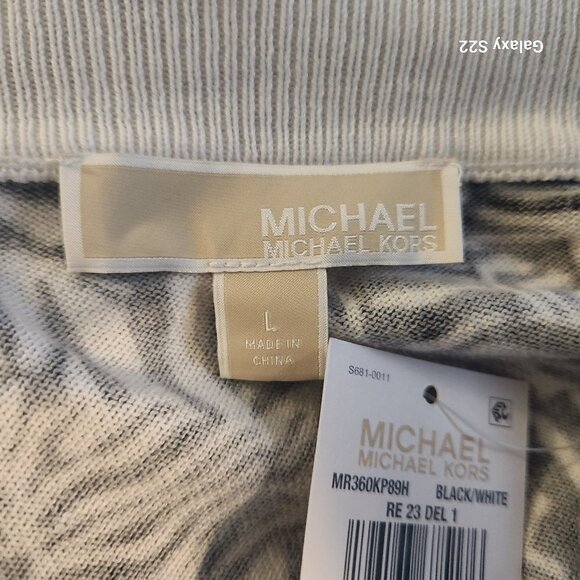 Galaxy S22
MICHAEL
MICHAEL KORS
L
MADE IN
CHINA
S681-0011
MICHAEL
MICHAEL KORS
MR360KP89H BLACK/WHITE
RE 23 DEL 1